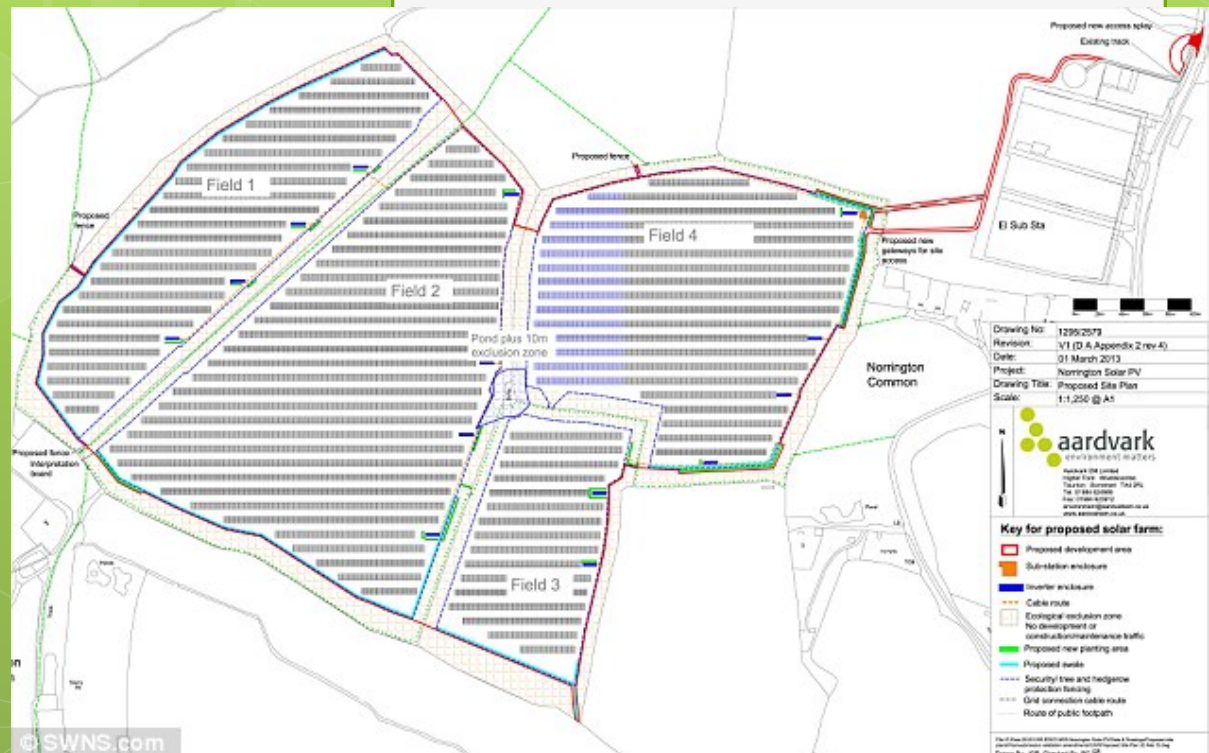 Proposed new access splay
Existing track
Proposed fence
Field 1
Field 4
El Sub Sta
Proposed fence
Proposed new
gateways for site
access
Field 2
Pond plus 10m
exclusion zone
Norrington
Common
Proposed fence
Interpretation
board
Field 3
Pond
Drawing No: 1295/2579
Revision: V1 (D A Appendix 2 rev 4)
Date: 01 March 2013
Project: Norrington Solar PV
Drawing Title: Proposed Site Plan
Scale: 1:1,250 @ A1
N
aardvark
environment matters
Aardvark EM Limited
Key for proposed solar farm:
Proposed development area
Sub-station enclosure
Inverter enclosure
Cable route
Ecological exclusion zone
No development or
construction/maintenance traffic
Proposed new planting area
Proposed swale
Security/ tree and hedgerow
protection fencing
Grid connection cable route
Route of public footpath
© SWNS.com